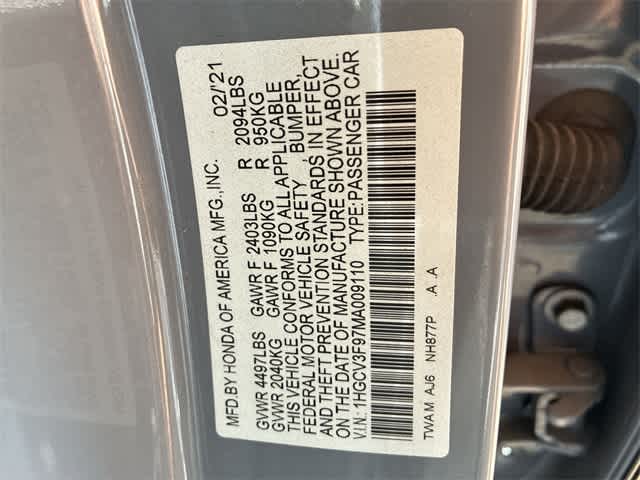 MFD.BY HONDA OF AMERICA MFG.,INC. 02/'21
GVWR 4497LBS GAWR F 2403LBS R 2094LBS
GVWR 2040KG GAWR F 1090KG R 950KG
THIS VEHICLE CONFORMS TO ALL APPLICABLE
FEDERAL MOTOR VEHICLE SAFETY, BUMPER,
AND THEFT PREVENTION STANDARDS IN EFFECT
ON THE DATE OF MANUFACTURE SHOWN ABOVE.
V.I.N.: 1HGCV3F97MA009110 TYPE:PASSENGER CAR
TWAM AJ6 NH877P .A .A